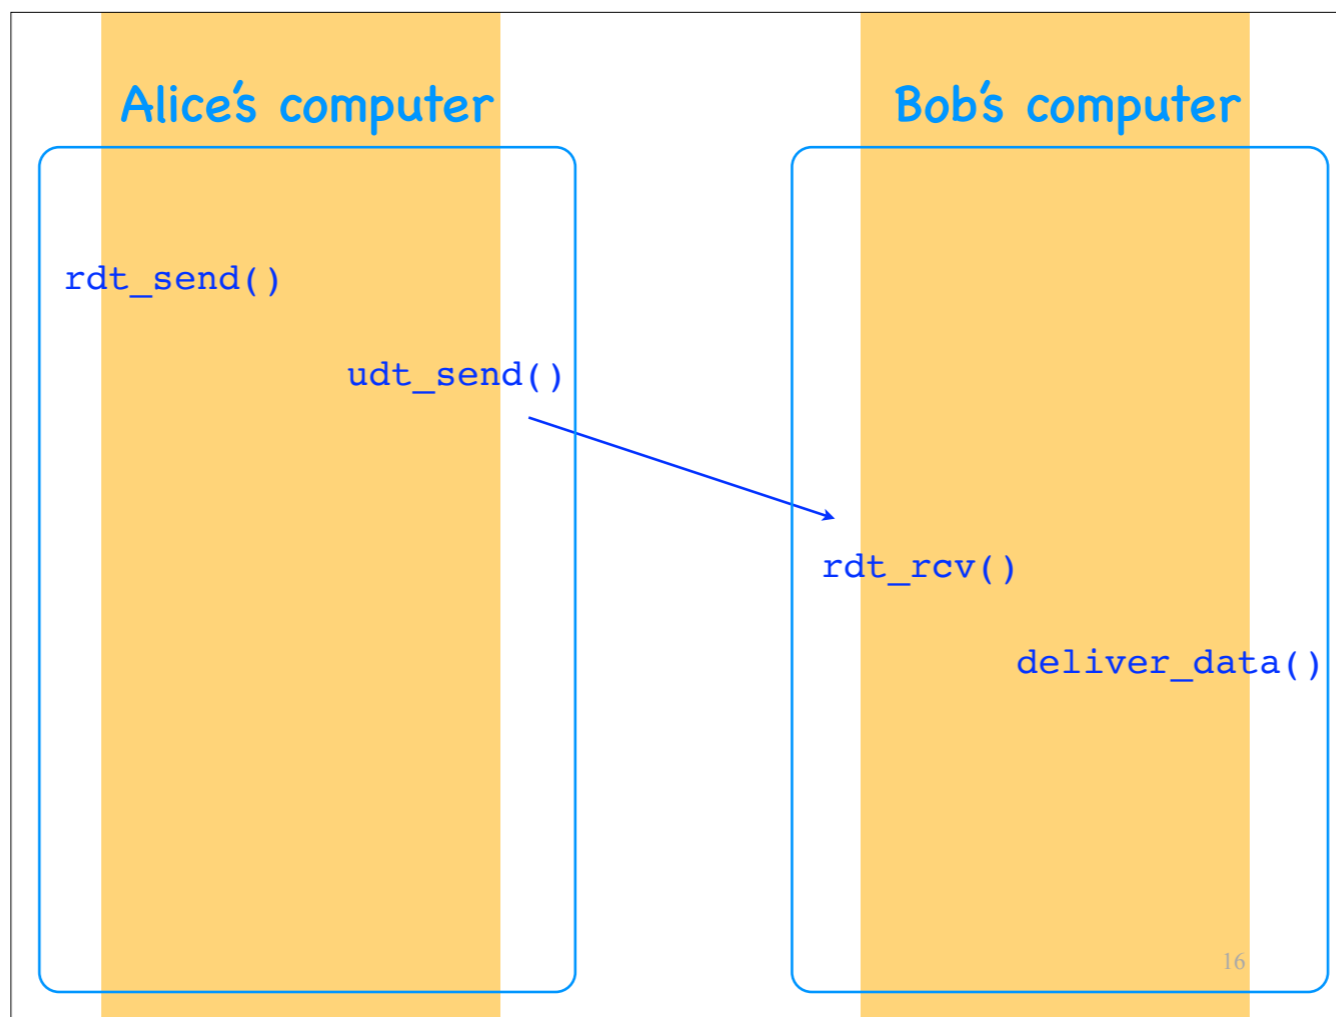 Alice's computer
Bob's computer
rdt_send()
udt_send()
rdt_rcv()
deliver_data()
16